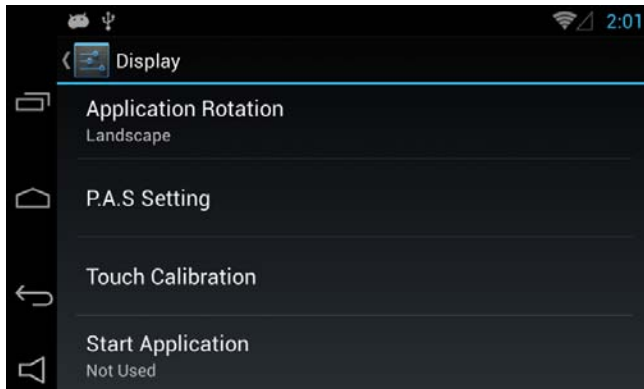 2:01
Display
Application Rotation
Landscape
P.A.S Setting
Touch Calibration
Start Application
Not Used